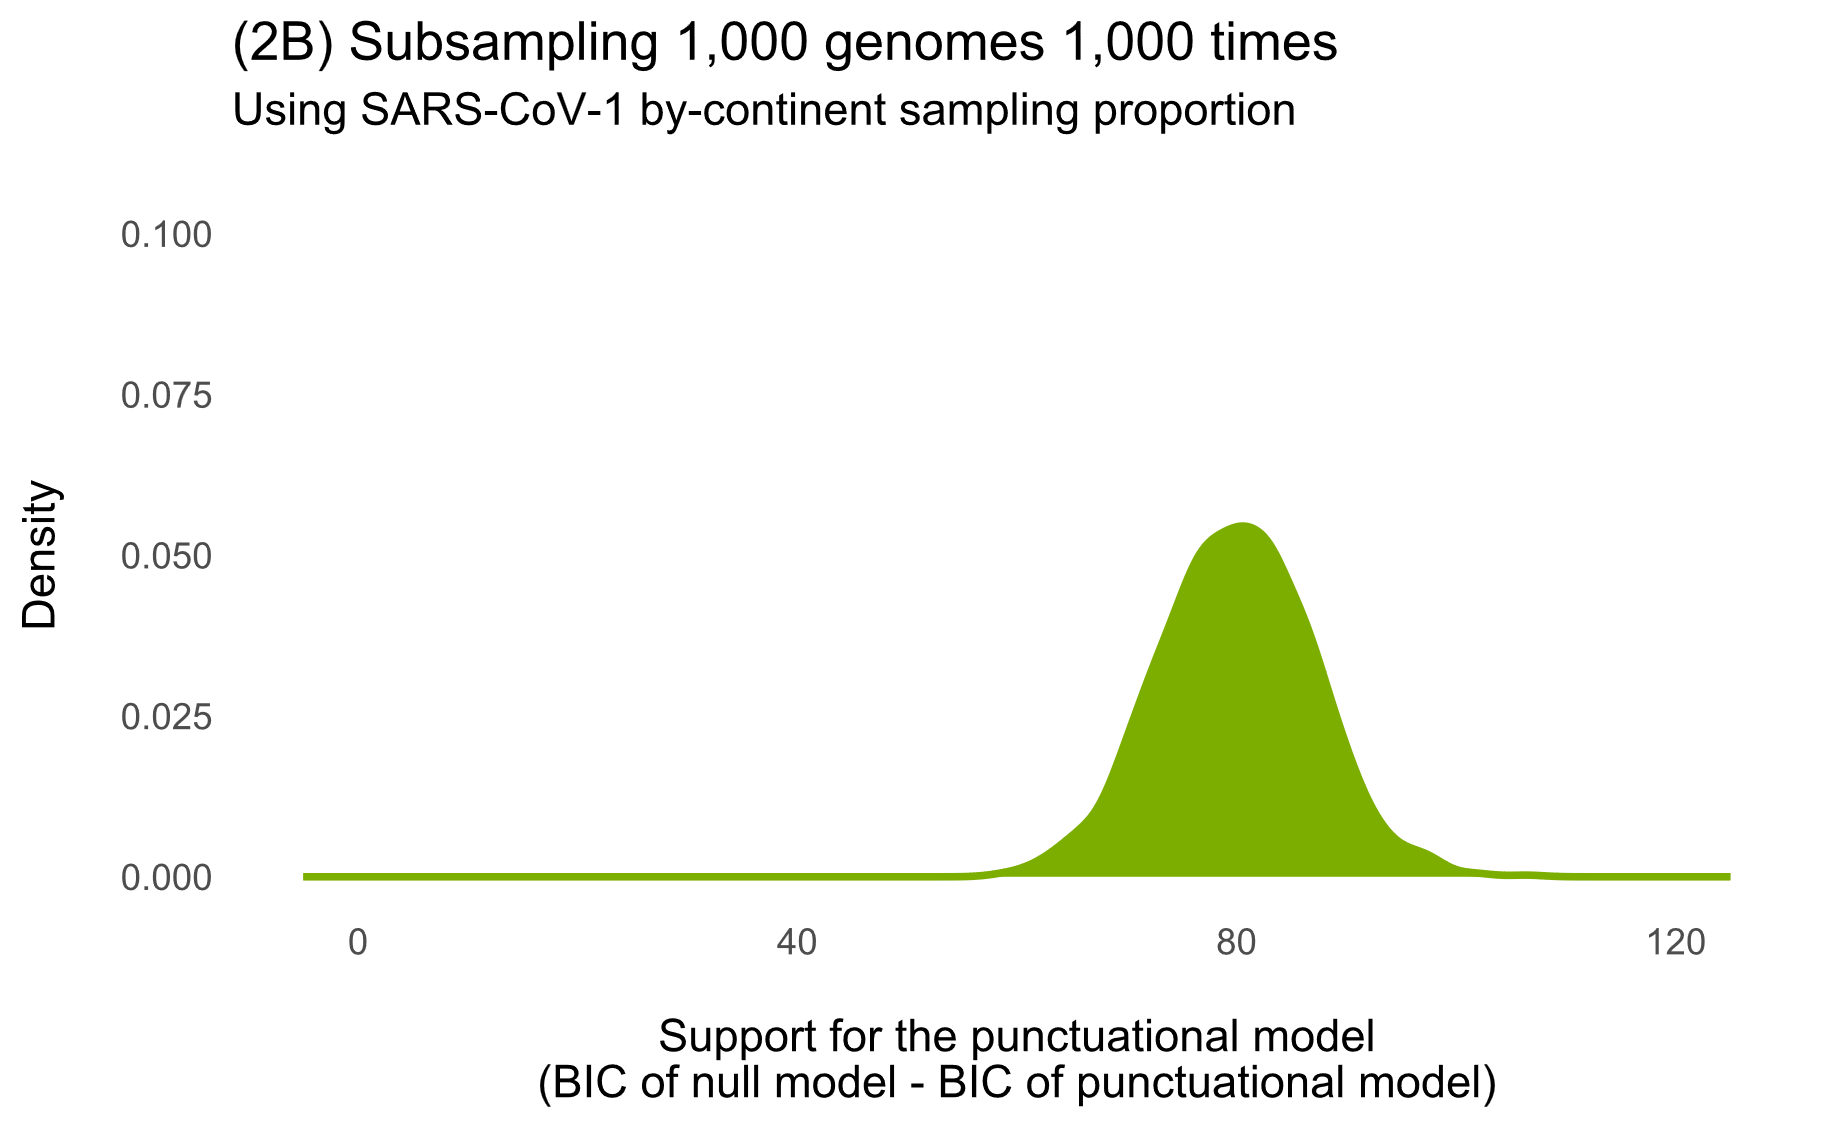 (2B) Subsampling 1,000 genomes 1,000 times
Using SARS-CoV-1 by-continent sampling proportion
0.100
0.075
0.050
0.025
0.000
Density
0 40 80 120
Support for the punctuational model
(BIC of null model - BIC of punctuational model)